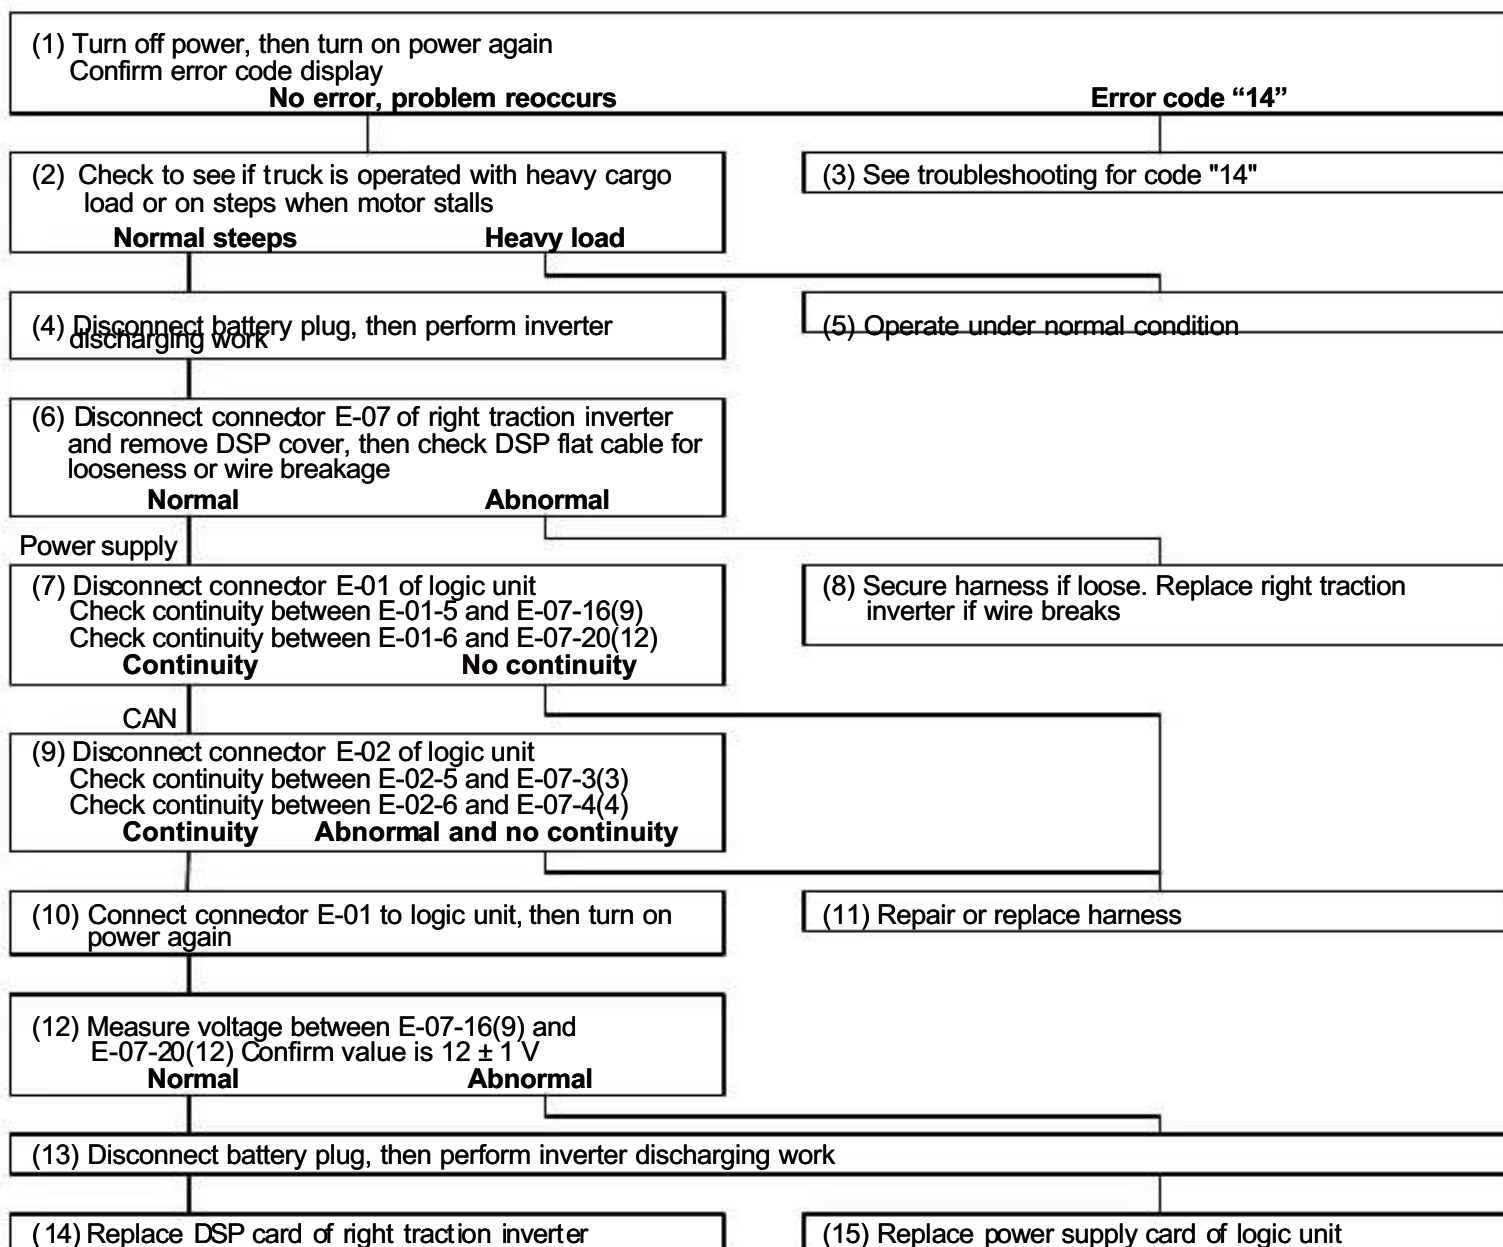 (1) Turn off power, then turn on power again
Confirm error code display
No error, problem reoccurs
Error code “14”
(2) Check to see if truck is operated with heavy cargo
load or on steps when motor stalls
Normal steeps
Heavy load
(3) See troubleshooting for code "14"
(4) Disconnect battery plug, then perform inverter
discharging work
(5) Operate under normal condition
(6) Disconnect connector E-07 of right traction inverter
and remove DSP cover, then check DSP flat cable for
looseness or wire breakage
Normal
Abnormal
Power supply
(7) Disconnect connector E-01 of logic unit
Check continuity between E-01-5 and E-07-16(9)
Check continuity between E-01-6 and E-07-20(12)
Continuity
No continuity
(8) Secure harness if loose. Replace right traction
inverter if wire breaks
CAN
(9) Disconnect connector E-02 of logic unit
Check continuity between E-02-5 and E-07-3(3)
Check continuity between E-02-6 and E-07-4(4)
Continuity
Abnormal and no continuity
(10) Connect connector E-01 to logic unit, then turn on
power again
(11) Repair or replace harness
(12) Measure voltage between E-07-16(9) and
E-07-20(12) Confirm value is 12 ± 1 V
Normal
Abnormal
(13) Disconnect battery plug, then perform inverter discharging work
(14) Replace DSP card of right traction inverter
(15) Replace power supply card of logic unit